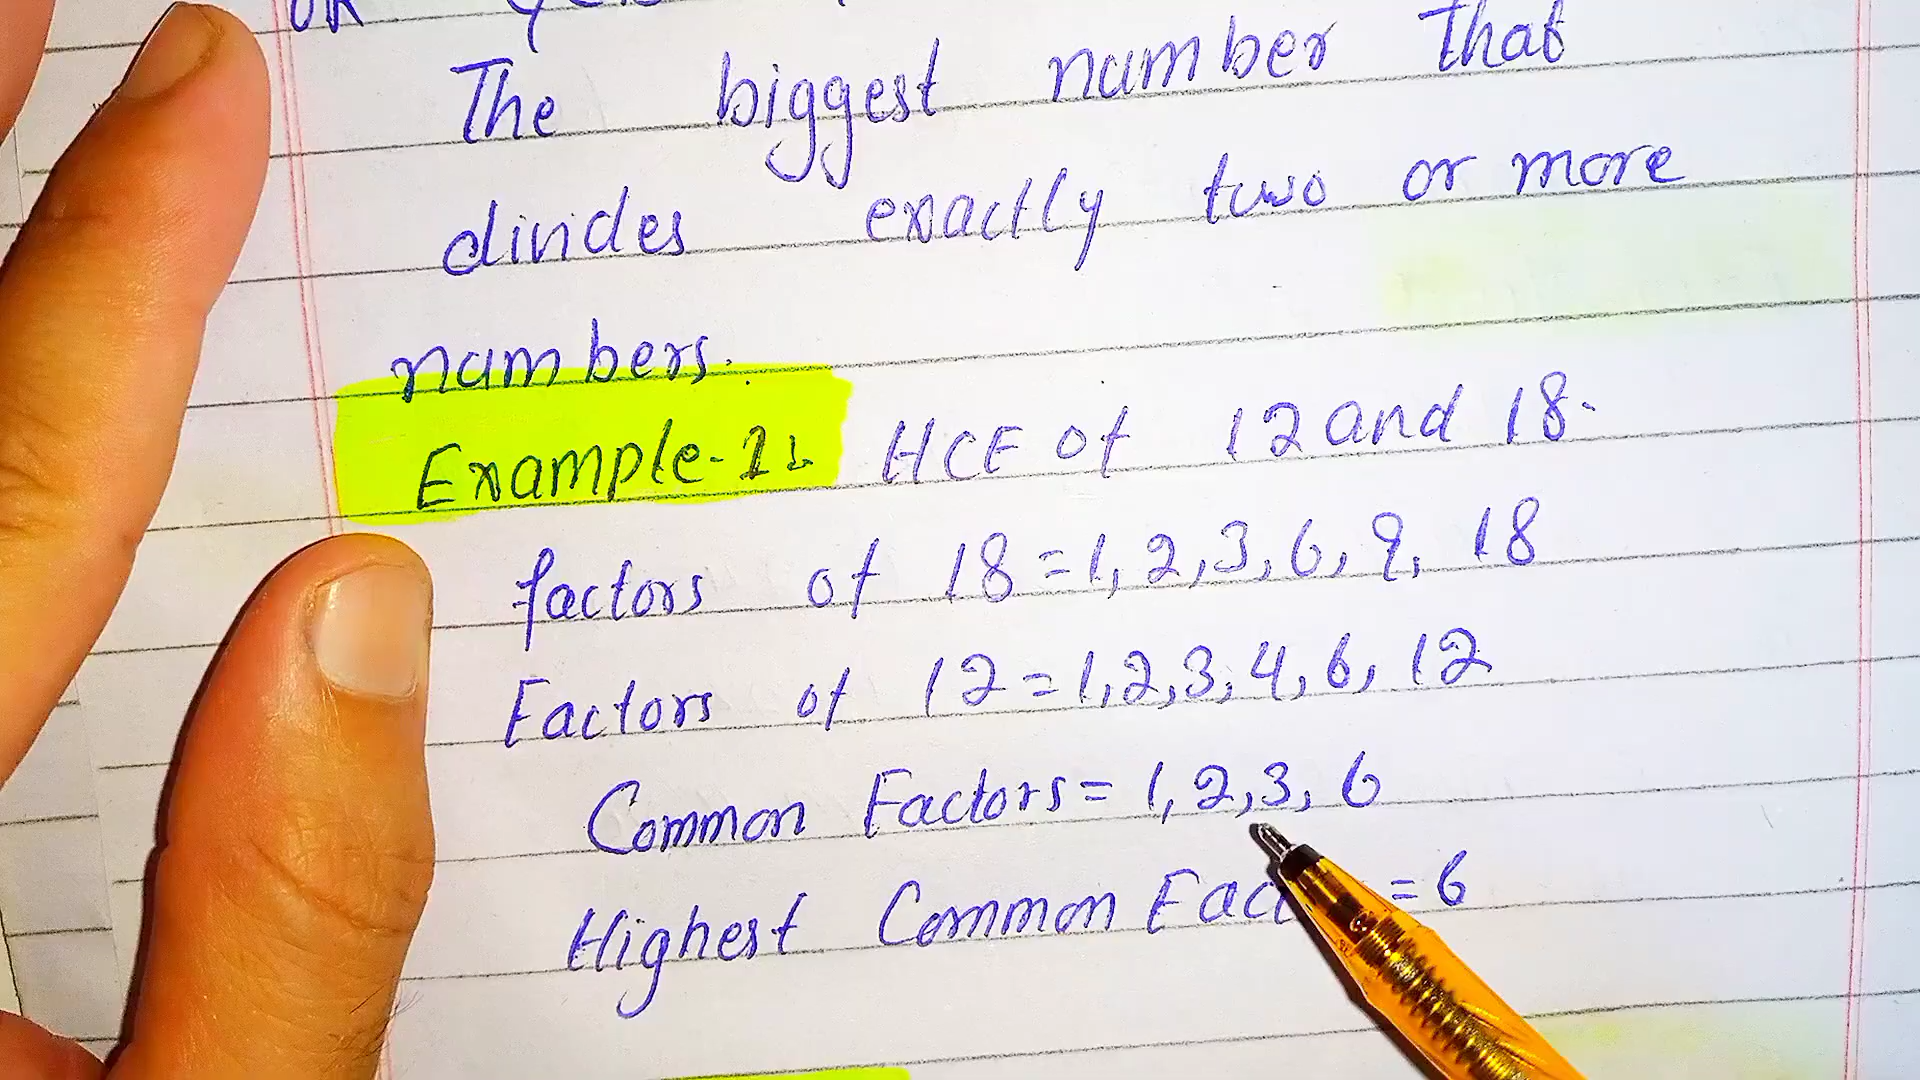 OR
The biggest number that
divides exactly two or more
numbers.
Example-1: HCF of 12 and 18.
factors of 18=1,2,3,6,9,18
Factors of 12=1,2,3,4,6,12
Common Factors= 1,2,3,6
Highest Common Fact =6